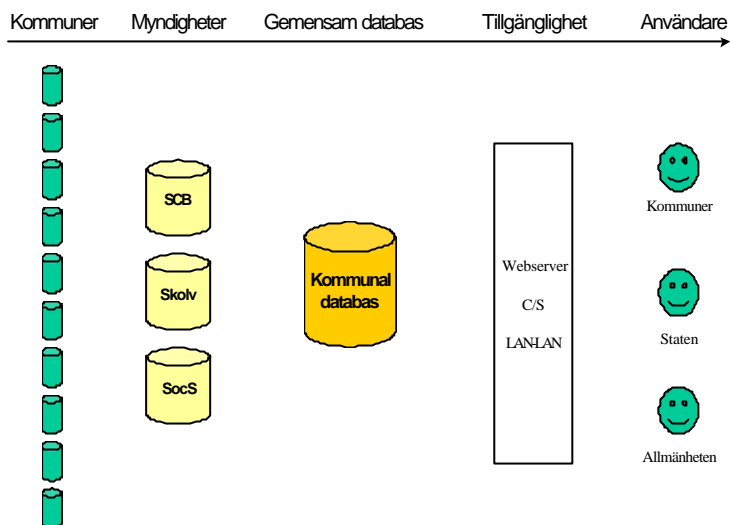 Kommuner Myndigheter Gemensam databas Tillgänglighet Användare
SCB
Kommuner
Skolv
Kommunal
databas
Webserver
C/S
LAN-LAN
Staten
SocS
Allmänheten